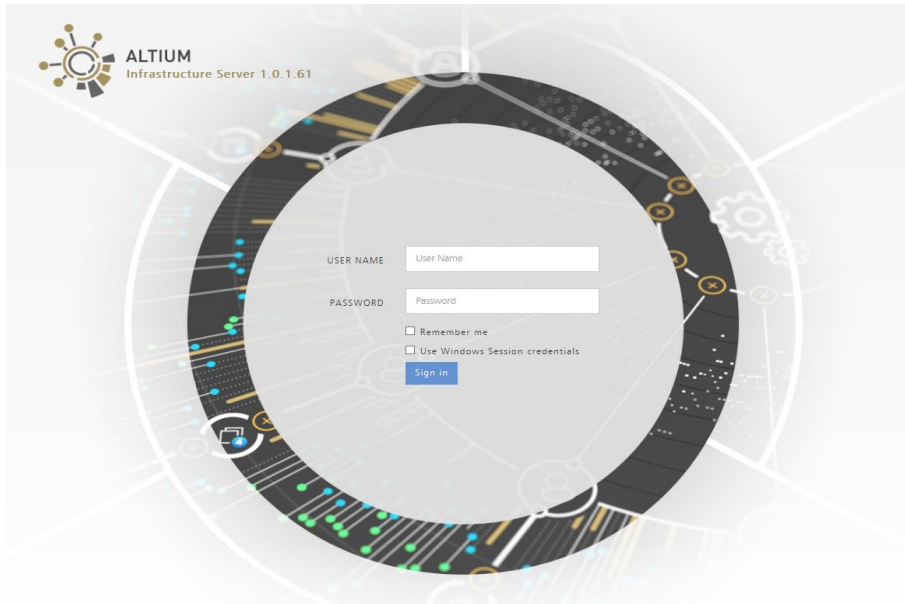 ALTIUM
Infrastructure Server 1.0.1.61
USER NAME
User Name
PASSWORD
Password
Remember me
Use Windows Session credentials
Sign in
4